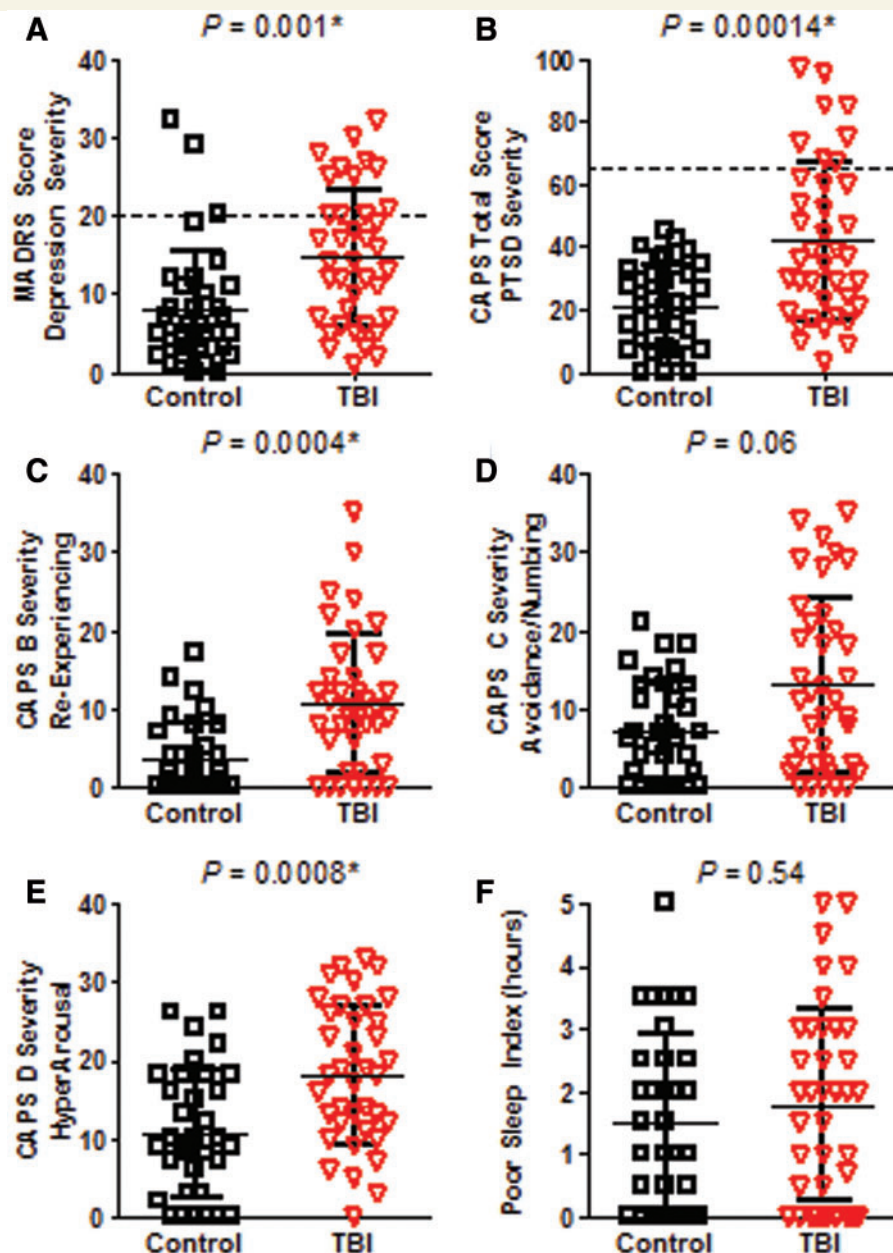 A
P = 0.001*
MADRS Score
Depression Severity
40
30
20
10
0
Control
TBI
B
P = 0.00014*
CAPS Total Score
PTSD Severity
100
80
60
40
20
0
Control
TBI
C
P = 0.0004*
CAPS B Severity
Re-Experiencing
40
30
20
10
0
Control
TBI
D
P = 0.06
CAPS C Severity
Avoidance/Numbing
40
30
20
10
0
Control
TBI
E
P = 0.0008*
CAPS D Severity
HyperArousal
40
30
20
10
0
Control
TBI
F
P = 0.54
Poor Sleep Index (hours)
5
4
3
2
1
0
Control
TBI